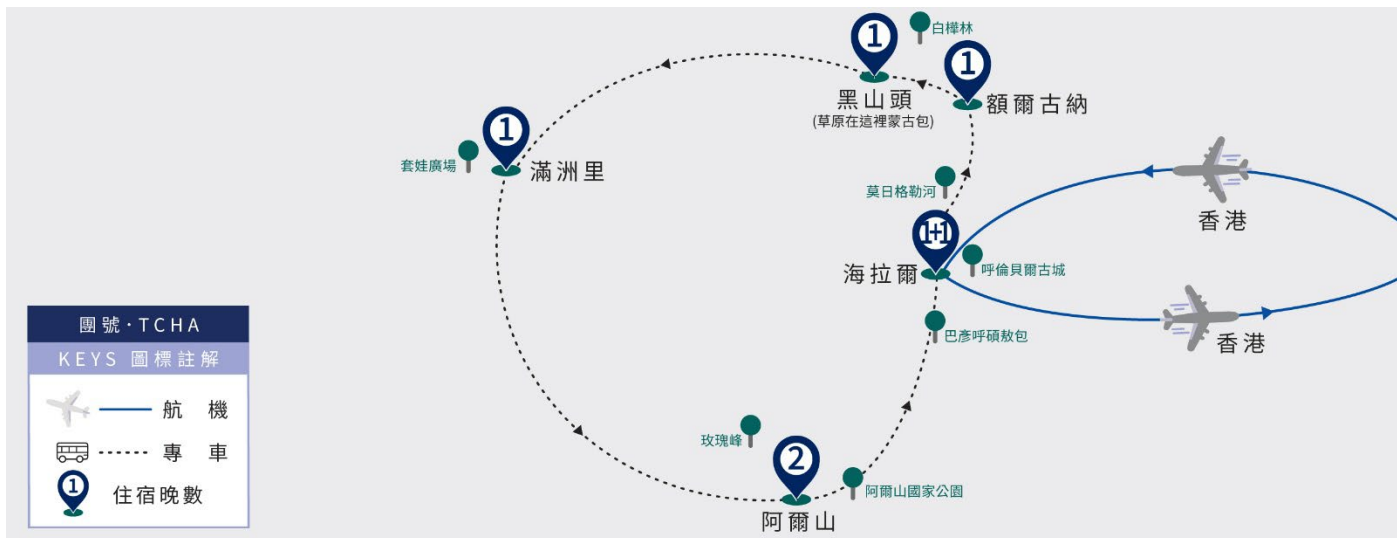 1
白樺林
1
黑山頭
(草原在這裡蒙古包)
額爾古納
1
套娃廣場
滿洲里
莫日格勒河
香港
1+1
海拉爾
呼倫貝爾古城
巴彥呼碩敖包
香港
團號·TCHA
KEYS 圖標註解
航機
專車
1
住宿晚數
玫瑰峰
2
阿爾山國家公園
阿爾山